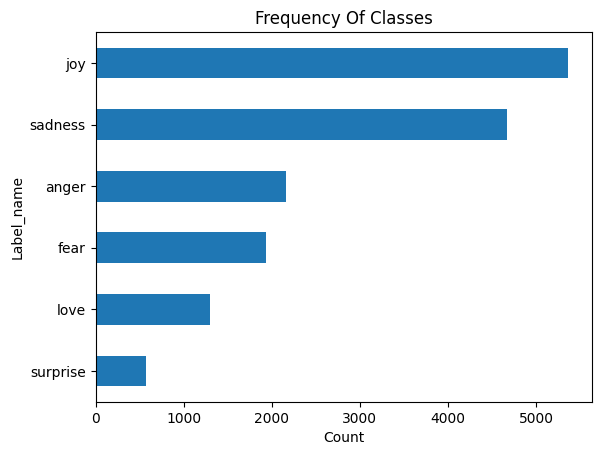 Frequency Of Classes
joy
sadness
anger
fear
love
surprise
Label_name
0 1000 2000 3000 4000 5000
Count